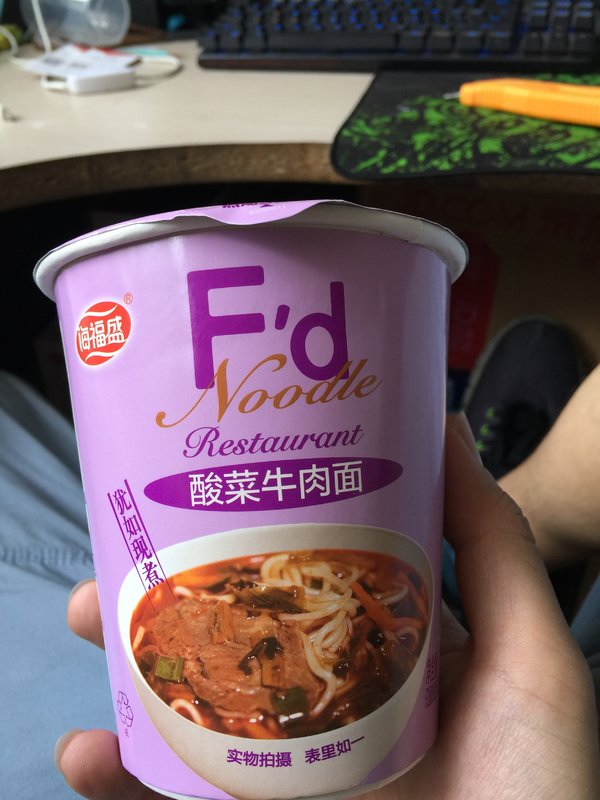 海福盛
®
F'd
Noodle
Restaurant
酸菜牛肉面
犹如现煮
实物拍摄 表里如一